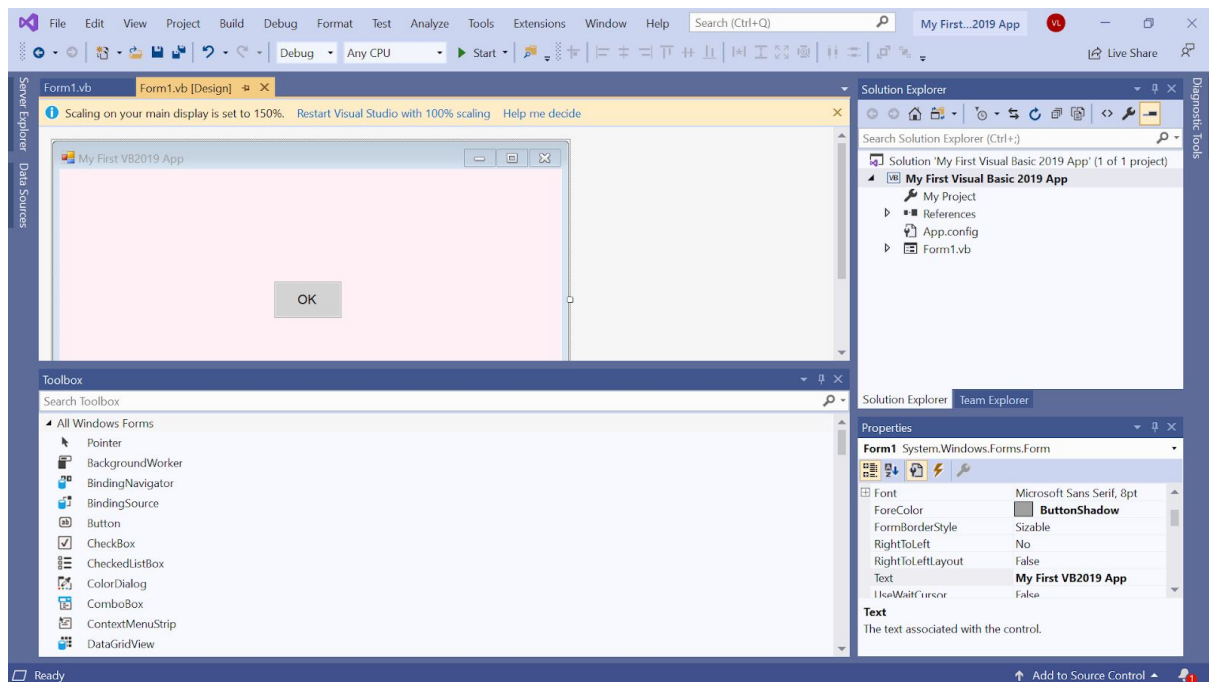 File Edit View Project Build Debug Format Test Analyze Tools Extensions Window Help Search (Ctrl+Q) My First...2019 App VL
Debug Any CPU Start Live Share
Server Explorer
Data Sources
Form1.vb Form1.vb [Design]
Scaling on your main display is set to 150%. Restart Visual Studio with 100% scaling Help me decide
My First VB2019 App
OK
Toolbox
Search Toolbox
All Windows Forms
Pointer
BackgroundWorker
BindingNavigator
BindingSource
Button
CheckBox
CheckedListBox
ColorDialog
ComboBox
ContextMenuStrip
DataGridView
Solution Explorer
Search Solution Explorer (Ctrl+;)
Solution 'My First Visual Basic 2019 App' (1 of 1 project)
VB My First Visual Basic 2019 App
My Project
References
App.config
Form1.vb
Solution Explorer Team Explorer
Properties
Form1 System.Windows.Forms.Form
Font Microsoft Sans Serif, 8pt
ForeColor ButtonShadow
FormBorderStyle Sizable
RightToLeft No
RightToLeftLayout False
Text My First VB2019 App
UseWaitCursor False
Text
The text associated with the control.
Diagnostic Tools
Ready Add to Source Control 1